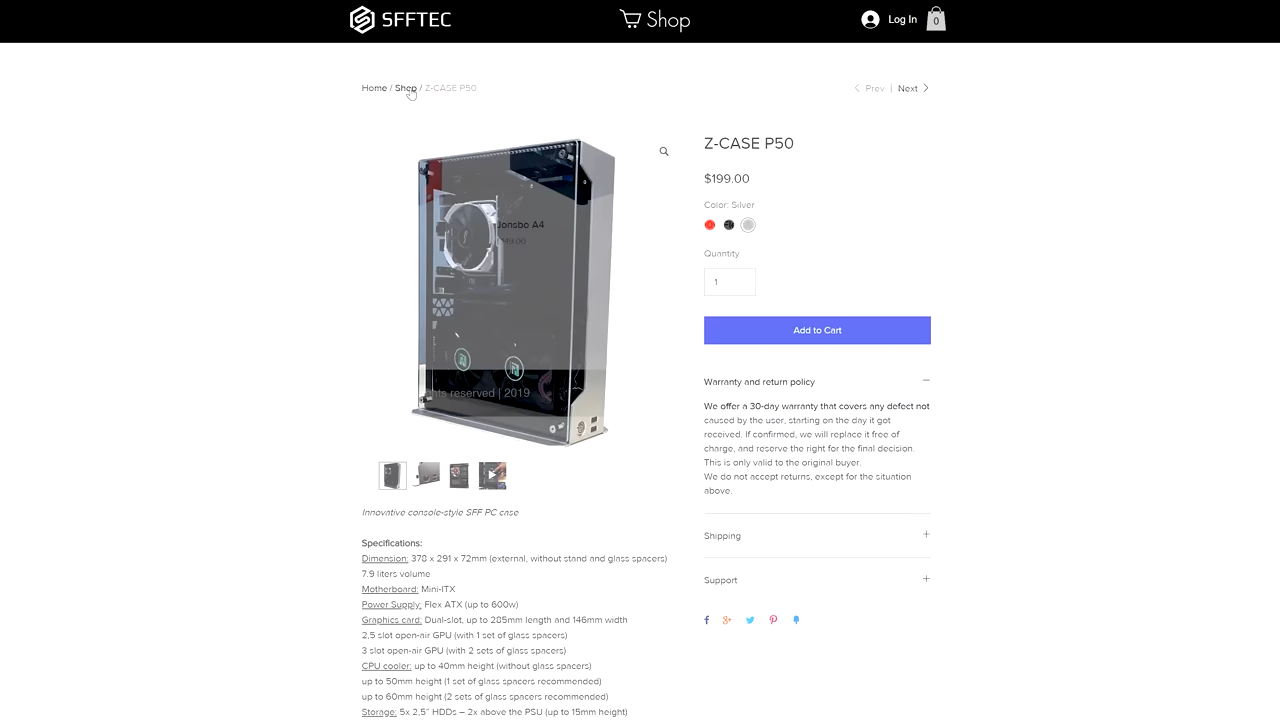 SFFTEC
Shop
Log In
0
Home / Shop / Z-CASE P50
Prev | Next
Z-CASE P50
$199.00
Color: Silver
Quantity
1
Add to Cart
Jonsbo A4
Warranty and return policy
We offer a 30-day warranty that covers any defect not
caused by the user, starting on the day it got
received. If confirmed, we will replace it free of
charge, and reserve the right for the final decision.
This is only valid to the original buyer.
We do not accept returns, except for the situation
above.
Shipping
Support
reserved | 2019
Innovative console-style SFF PC case
Specifications:
Dimension: 378 x 291 x 72mm (external, without stand and glass spacers)
7.9 liters volume
Motherboard: Mini-ITX
Power Supply: Flex ATX (up to 600w)
Graphics card: Dual-slot, up to 285mm length and 146mm width
2,5 slot open-air GPU (with 1 set of glass spacers)
3 slot open-air GPU (with 2 sets of glass spacers)
CPU cooler: up to 40mm height (without glass spacers)
up to 50mm height (1 set of glass spacers recommended)
up to 60mm height (2 sets of glass spacers recommended)
Storage: 5x 2,5" HDDs – 2x above the PSU (up to 15mm height)